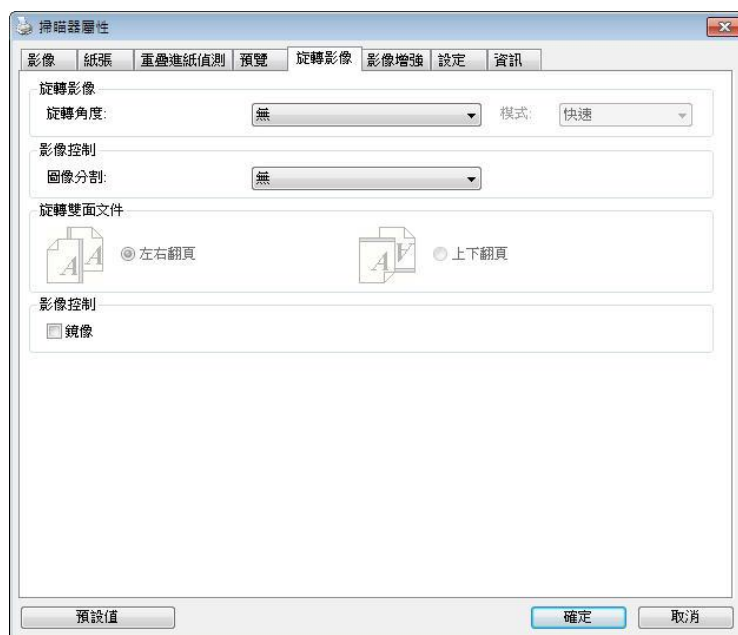 掃瞄器屬性
影像 紙張 重疊進紙偵測 預覽 旋轉影像 影像增強 設定 資訊
旋轉影像
旋轉角度: 無 模式: 快速
影像控制
圖像分割: 無
旋轉雙面文件
A A 左右翻頁 A A 上下翻頁
影像控制
鏡像
預設值 確定 取消